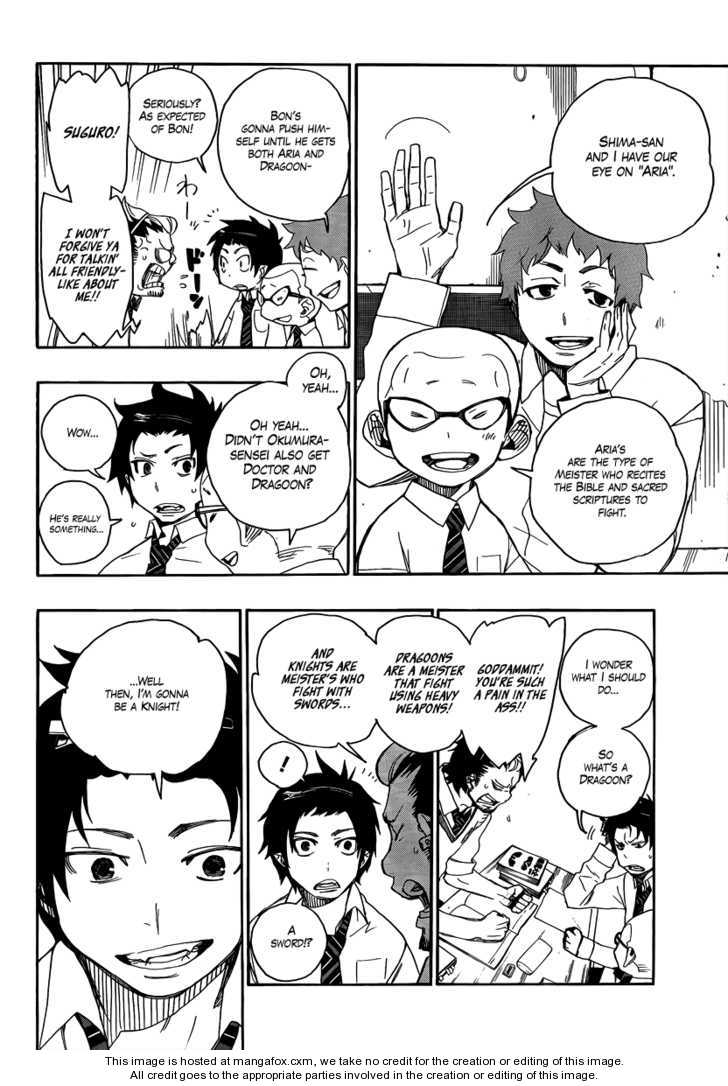 SHIMA-SAN
AND I HAVE OUR
EYE ON "ARIA".
ARIA'S
ARE THE TYPE OF
MEISTER WHO RECITES
THE BIBLE AND SACRED
SCRIPTURES TO
FIGHT.
BON'S
GONNA PUSH HIM-
SELF UNTIL HE GETS
BOTH ARIA AND
DRAGOON-
SERIOUSLY?
AS EXPECTED
OF BON!
SUGURO!
I WON'T
FORGIVE YA
FOR TALKIN'
ALL FRIENDLY-
LIKE ABOUT
ME!!
わー
ドーン
OH,
YEAH...
OH YEAH...
DIDN'T OKUMURA-
SENSEI ALSO GET
DOCTOR AND
DRAGOON?
WOW...
HE'S REALLY
SOMETHING...
I WONDER
WHAT I SHOULD
DO...
SO
WHAT'S A
DRAGOON?
GODDAMMIT!
YOU'RE SUCH
A PAIN IN THE
ASS!!
DRAGOONS
ARE A MEISTER
THAT FIGHT
USING HEAVY
WEAPONS!
AND
KNIGHTS ARE
MEISTER'S WHO
FIGHT WITH
SWORDS...
!
A
SWORD!?
...WELL
THEN, I'M GONNA
BE A KNIGHT!
This image is hosted at mangafox.cxm, we take no credit for the creation or editing of this image.
All credit goes to the appropriate parties involved in the creation or editing of this image.